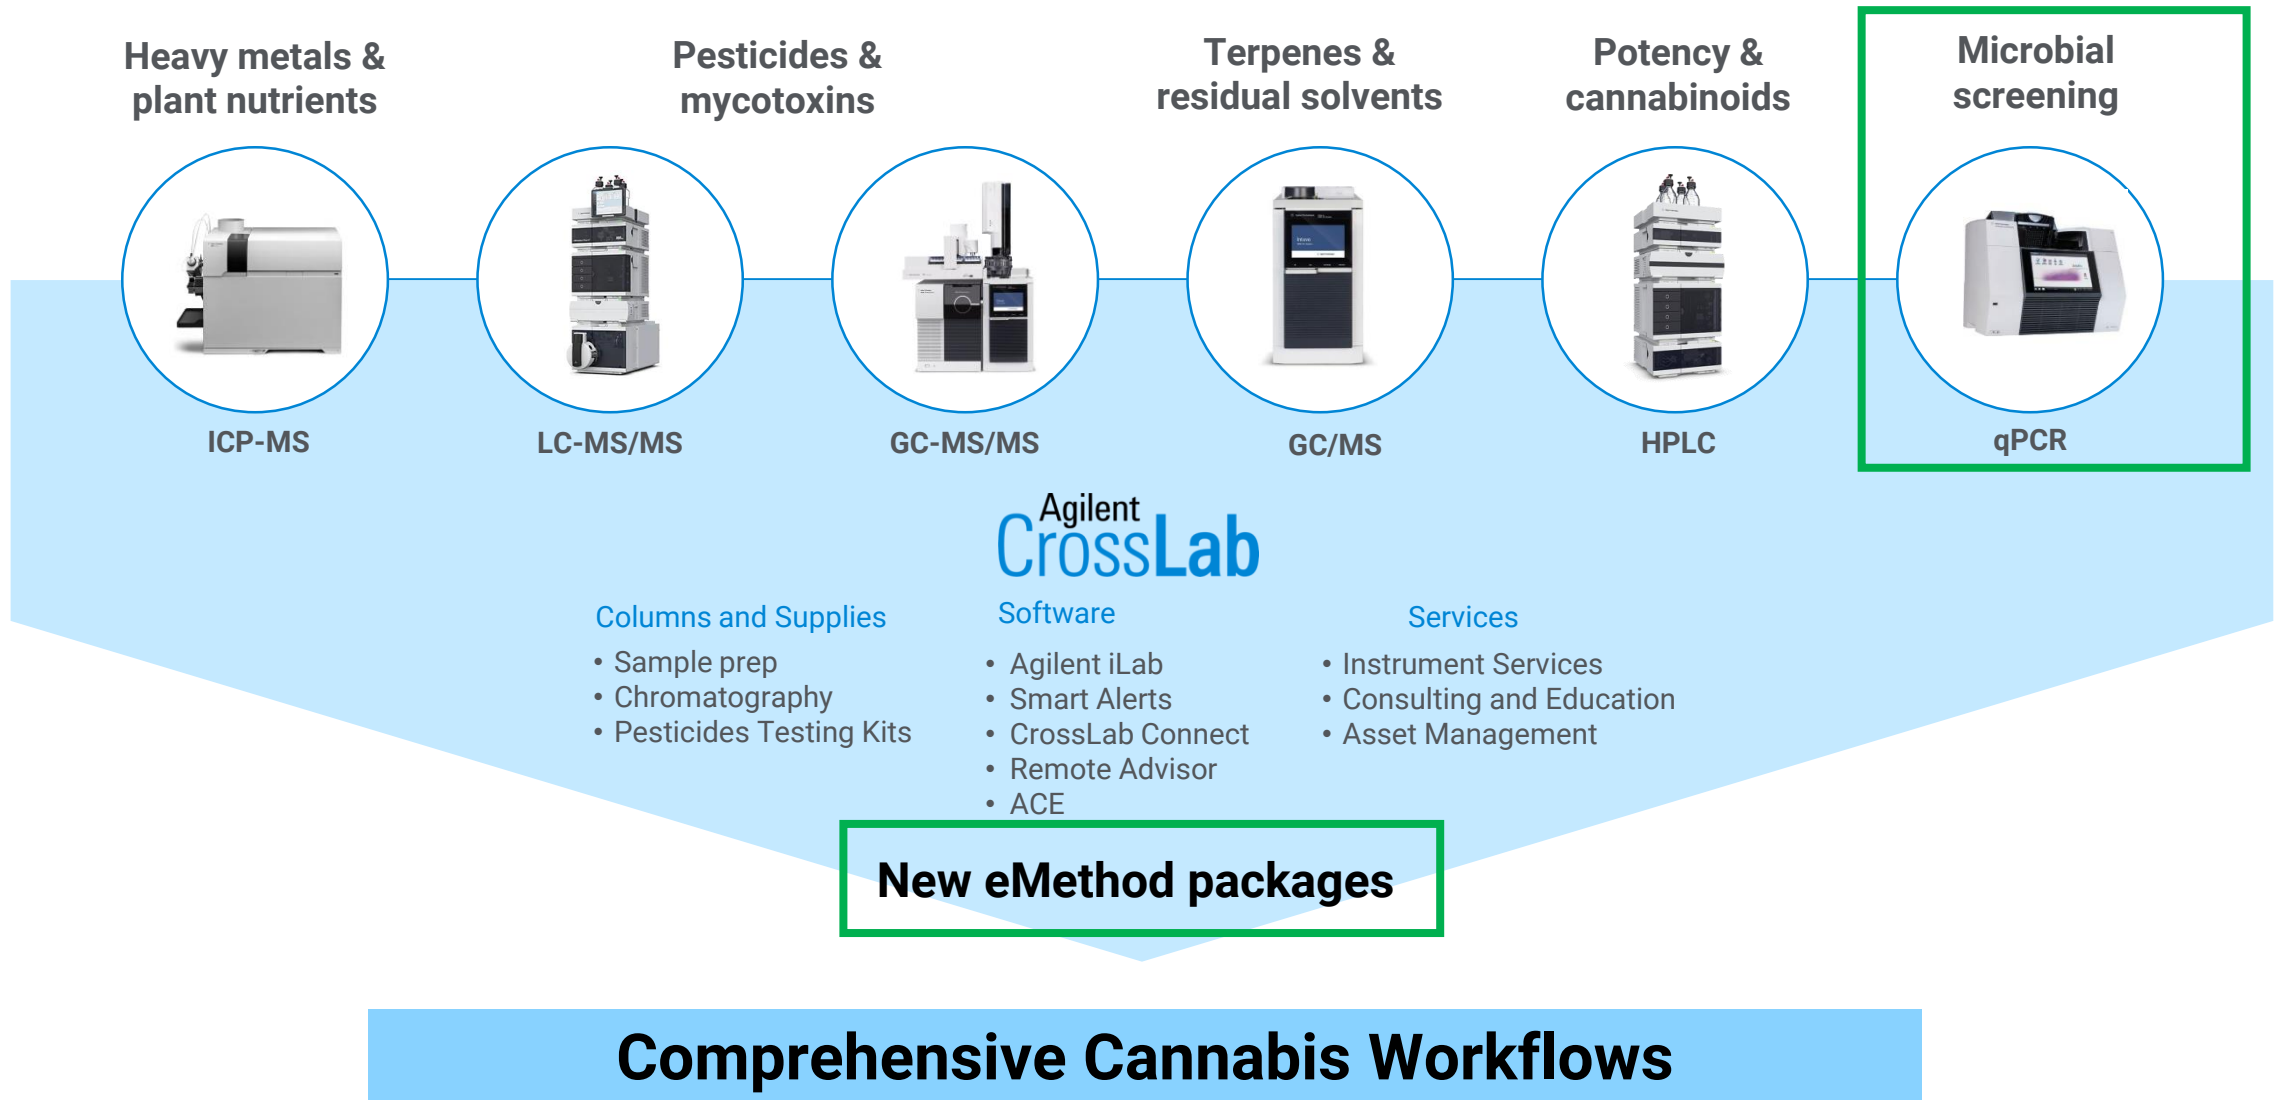 Heavy metals &
plant nutrients
Pesticides &
mycotoxins
Terpenes &
residual solvents
Potency &
cannabinoids
Microbial
screening
ICP-MS
LC-MS/MS
GC-MS/MS
GC/MS
HPLC
qPCR
Agilent
CrossLab
Columns and Supplies
• Sample prep
• Chromatography
• Pesticides Testing Kits
Software
• Agilent iLab
• Smart Alerts
• CrossLab Connect
• Remote Advisor
• ACE
Services
• Instrument Services
• Consulting and Education
• Asset Management
New eMethod packages
Comprehensive Cannabis Workflows